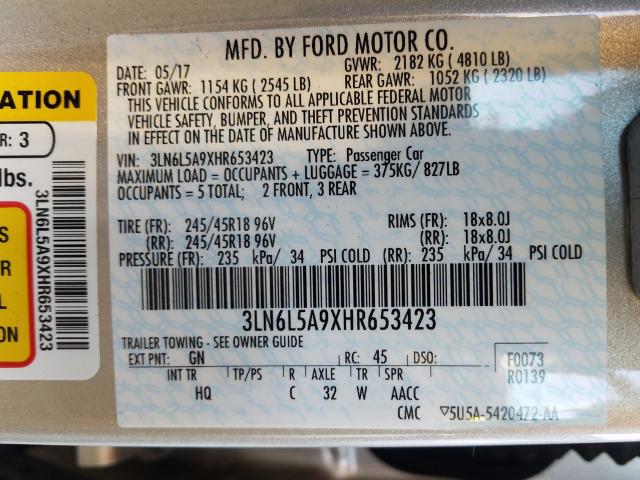 MFD. BY FORD MOTOR CO.
DATE: 05/17 GVWR: 2182 KG ( 4810 LB)
FRONT GAWR: 1154 KG ( 2545 LB) REAR GAWR: 1052 KG ( 2320 LB)
THIS VEHICLE CONFORMS TO ALL APPLICABLE FEDERAL MOTOR
VEHICLE SAFETY, BUMPER, AND THEFT PREVENTION STANDARDS
IN EFFECT ON THE DATE OF MANUFACTURE SHOWN ABOVE.
VIN: 3LN6L5A9XHR653423 TYPE: Passenger Car
MAXIMUM LOAD = OCCUPANTS + LUGGAGE = 375KG/ 827LB
OCCUPANTS = 5 TOTAL; 2 FRONT, 3 REAR
TIRE (FR): 245/45R18 96V RIMS (FR): 18x8.0J
(RR): 245/45R18 96V (RR): 18x8.0J
PRESSURE (FR): 235 kPa/ 34 PSI COLD (RR): 235 kPa/ 34 PSI COLD
3LN6L5A9XHR653423
TRAILER TOWING - SEE OWNER GUIDE
EXT PNT: GN RC: 45 DSO: F0073
INT TR TP/PS R AXLE TR SPR R0139
HQ C 32 W AACC
CMC ▽5U5A-5420472-AA
ATION
R: 3
lbs.
3LN6L5A9XHR653423
S
R
L
ON